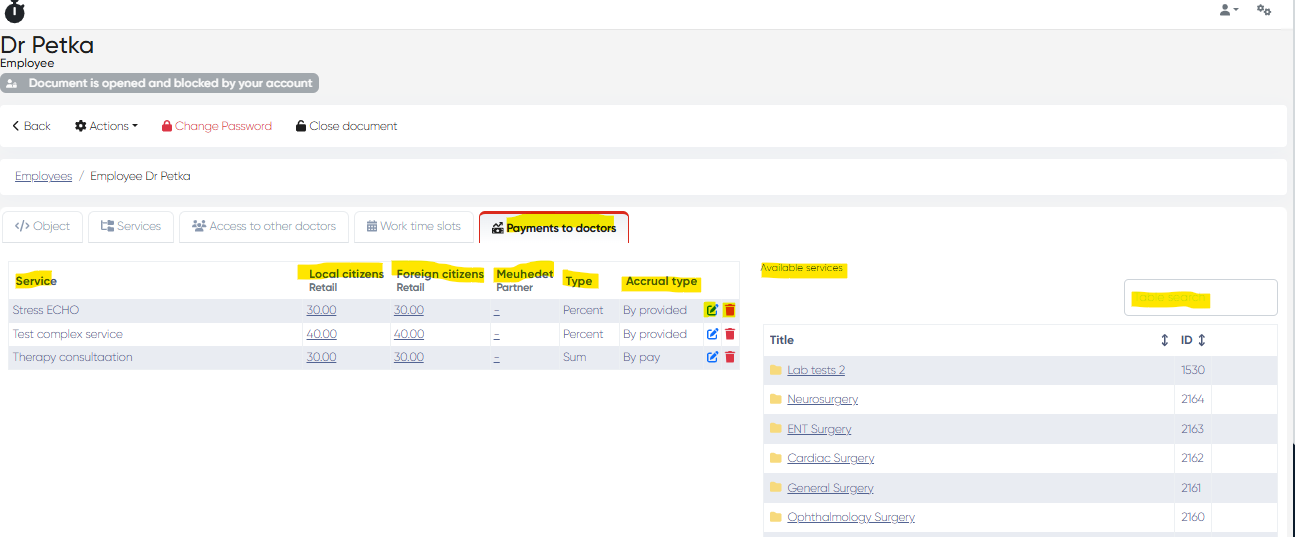 Dr Petka
Employee
Document is opened and blocked by your account
Back Actions Change Password Close document
Employees / Employee Dr Petka
Object Services Access to other doctors Work time slots Payments to doctors
Service Local citizens Retail Foreign citizens Retail Meuhedet Partner Type Accrual type
Stress ECHO 30.00 30.00 - Percent By provided
Test complex service 40.00 40.00 - Percent By provided
Therapy consultaation 30.00 30.00 - Sum By pay
Available services
Table search
Title ID
Lab tests 2 1530
Neurosurgery 2164
ENT Surgery 2163
Cardiac Surgery 2162
General Surgery 2161
Ophthalmology Surgery 2160